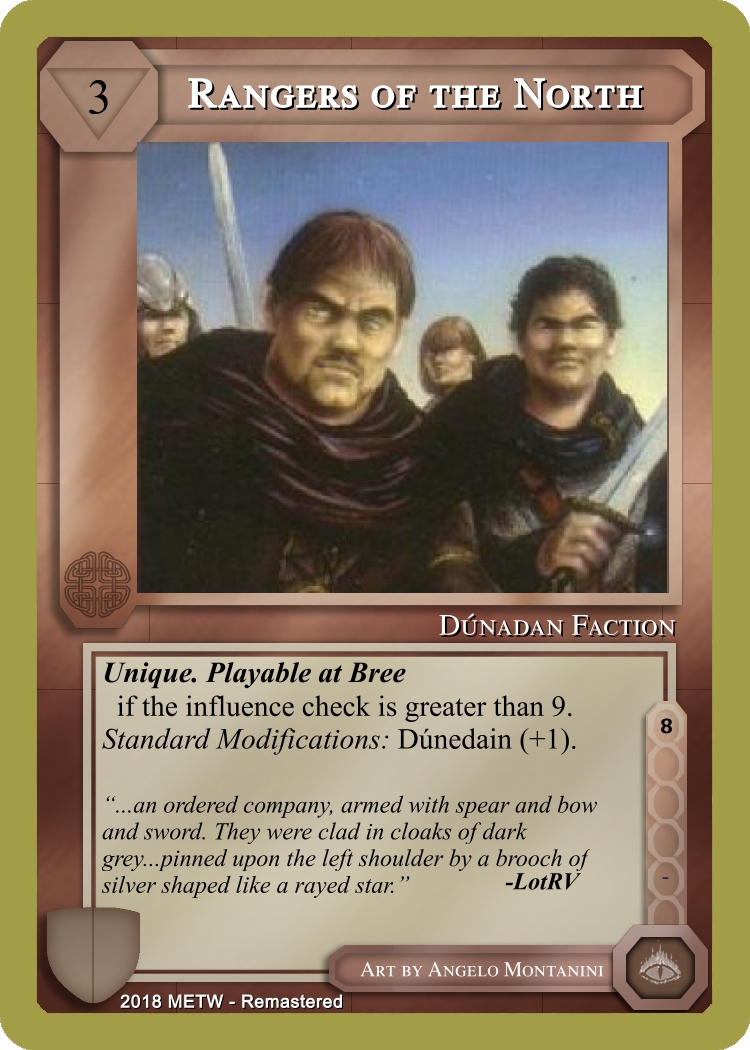 3
RANGERS OF THE NORTH
DÚNADAN FACTION
Unique. Playable at Bree
if the influence check is greater than 9.
Standard Modifications: Dúnedain (+1).
8
“...an ordered company, armed with spear and bow
and sword. They were clad in cloaks of dark
grey...pinned upon the left shoulder by a brooch of
silver shaped like a rayed star.” -LotRV
-
ART BY ANGELO MONTANINI
2018 METW - Remastered